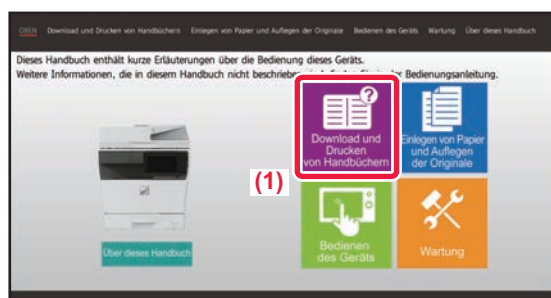 OBEN Download und Drucken von Handbüchern Einlegen von Papier und Auflegen der Originale Bedienen des Geräts Wartung Über dieses Handbuch
Dieses Handbuch enthält kurze Erläuterungen über die Bedienung dieses Geräts.
Weitere Informationen, die in diesem Handbuch nicht beschrieben der Bedienungsanleitung.
Download und
Drucken
von Handbüchern
Einlegen von Papier
und Auflegen
der Originale
(1)
Über dieses Handbuch
Bedienen
des Geräts
Wartung